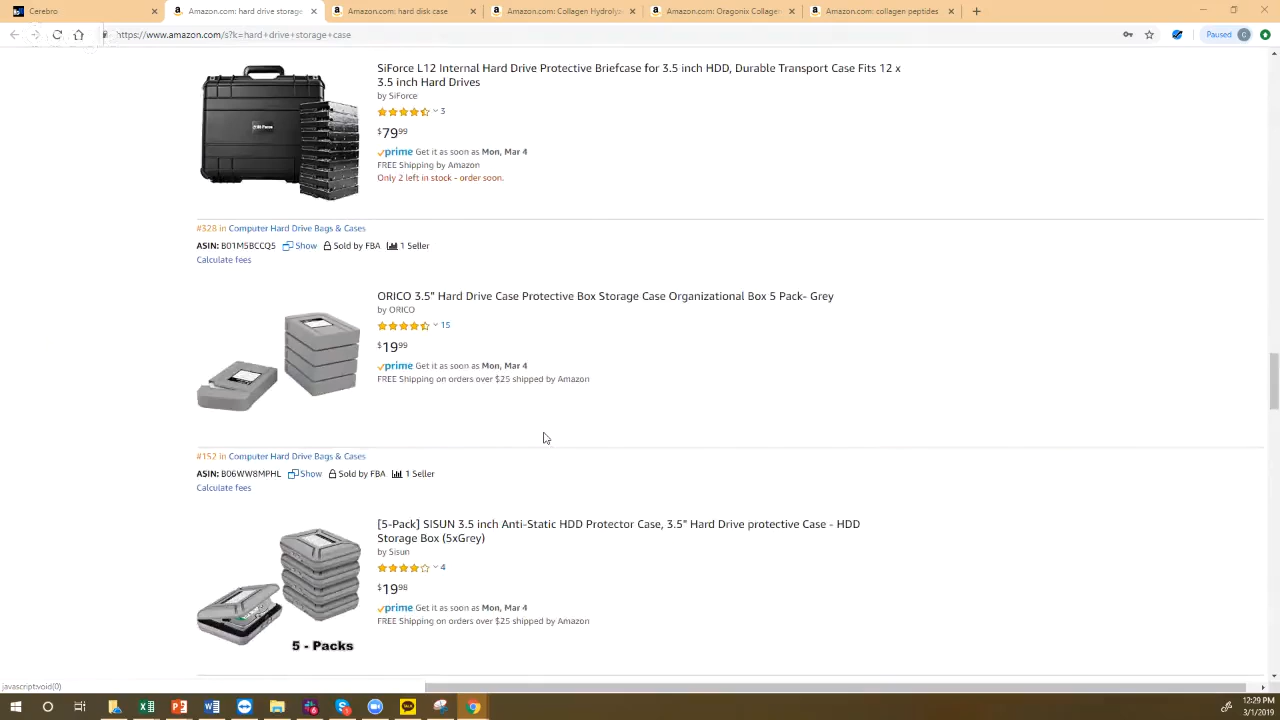 Cerebro
Amazon.com: hard drive storage
Amazon.com: hard disk case
Amazon.com: Collagen Hydrolyz
Amazon.com: Oragonix Collagen
Amazon.com: collagen peptides
https://www.amazon.com/s?k=hard+drive+storage+case
Paused
G
SiForce L12 Internal Hard Drive Protective Briefcase for 3.5 inch HDD, Durable Transport Case Fits 12 x
3.5 inch Hard Drives
by SiForce
3
$79.99
prime Get it as soon as Mon, Mar 4
FREE Shipping by Amazon
Only 2 left in stock - order soon.
#328 in Computer Hard Drive Bags & Cases
ASIN: B01M5BCCQ5 Show Sold by FBA 1 Seller
Calculate fees
ORICO 3.5" Hard Drive Case Protective Box Storage Case Organizational Box 5 Pack- Grey
by ORICO
15
$19.99
prime Get it as soon as Mon, Mar 4
FREE Shipping on orders over $25 shipped by Amazon
#152 in Computer Hard Drive Bags & Cases
ASIN: B06WW8MPHL Show Sold by FBA 1 Seller
Calculate fees
[5-Pack] SISUN 3.5 inch Anti-Static HDD Protector Case, 3.5" Hard Drive protective Case - HDD
Storage Box (5xGrey)
by Sisun
4
$19.98
prime Get it as soon as Mon, Mar 4
FREE Shipping on orders over $25 shipped by Amazon
5 - Packs
javascript:void(0)
12:29 PM
3/1/2019